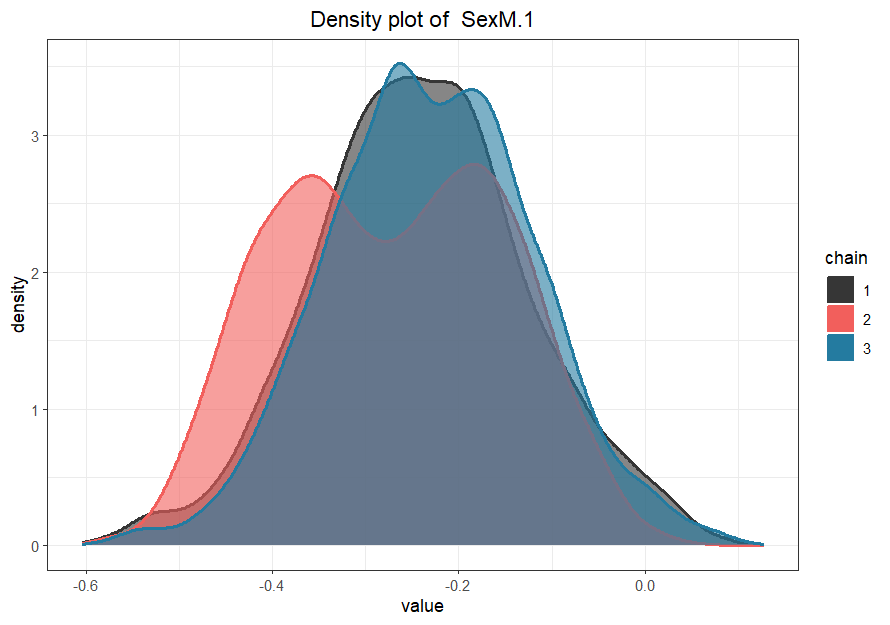 Density plot of  SexM.1
density
3
2
1
0
-0.6
-0.4
-0.2
0.0
value
chain
1
2
3